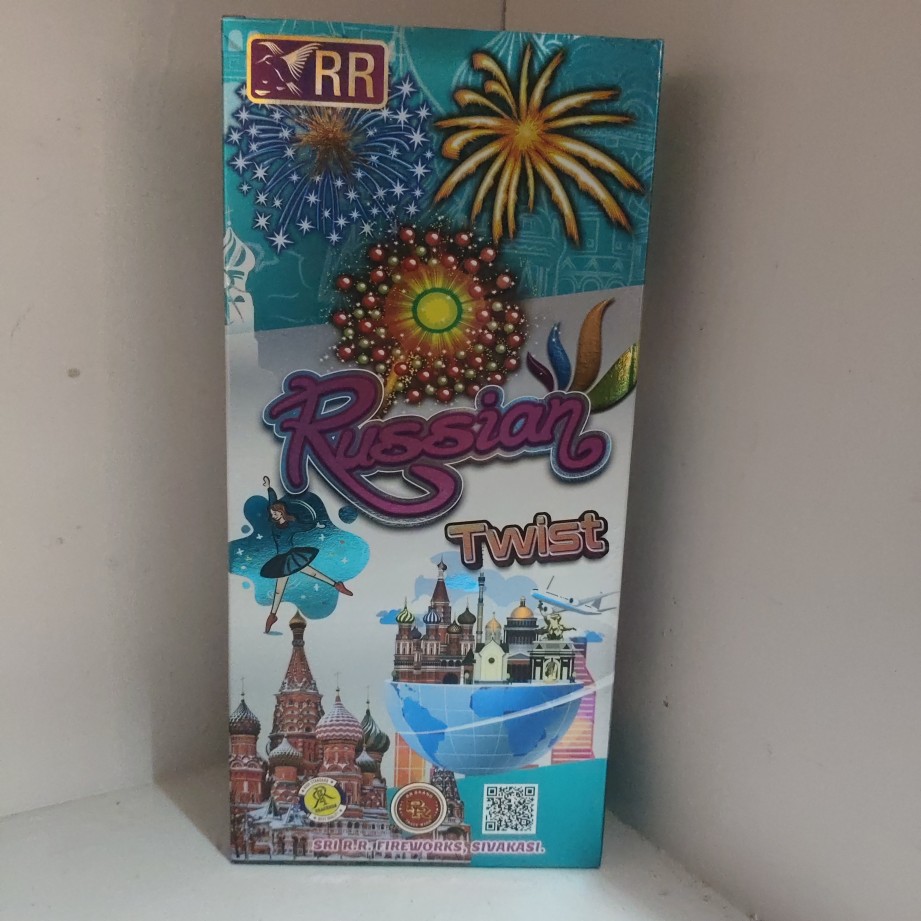 RR
Russian
Twist
SRI R.R. FIREWORKS, SIVAKASI.